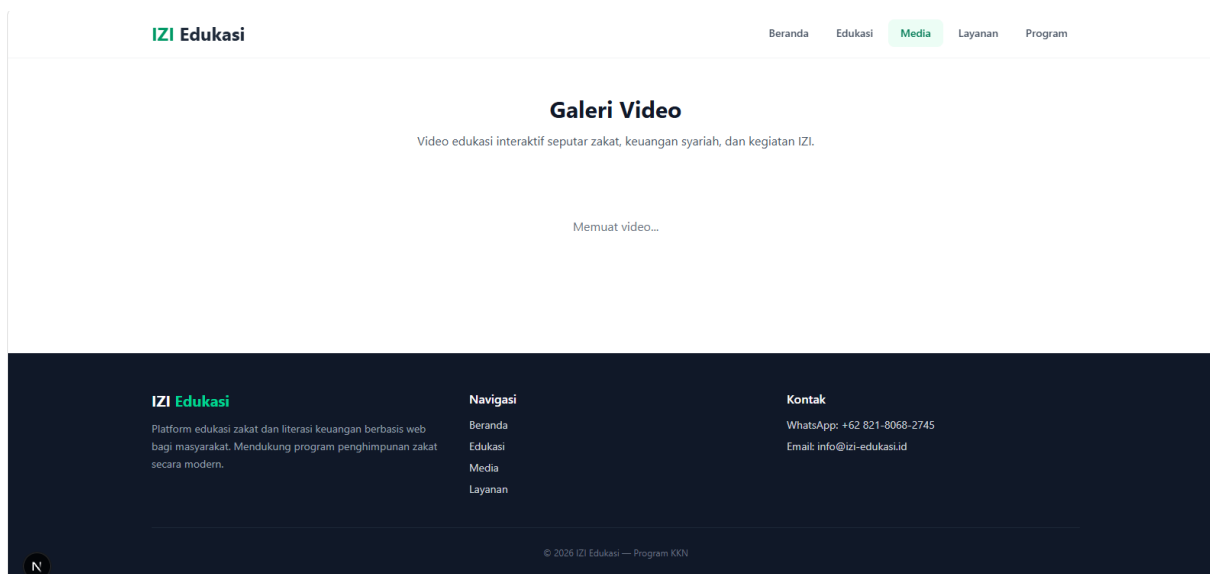 IZI Edukasi
Beranda Edukasi Media Layanan Program
Galeri Video
Video edukasi interaktif seputar zakat, keuangan syariah, dan kegiatan IZI.
Memuat video...
IZI Edukasi
Platform edukasi zakat dan literasi keuangan berbasis web
bagi masyarakat. Mendukung program penghimpunan zakat
secara modern.
Navigasi
Beranda
Edukasi
Media
Layanan
Kontak
WhatsApp: +62 821-8068-2745
Email: info@izi-edukasi.id
© 2026 IZI Edukasi — Program KKN
N